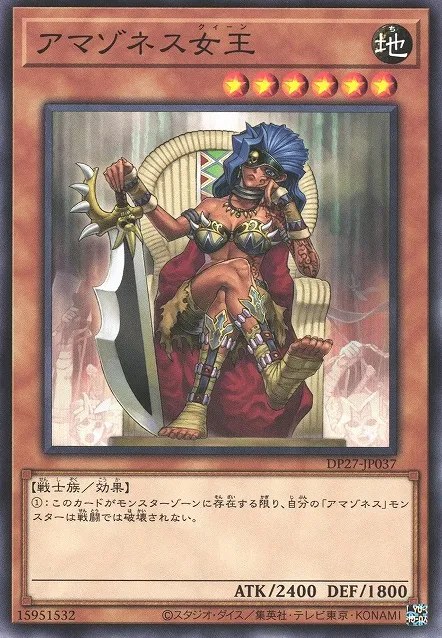 クィーン
アマゾネス女王
ち
地
DP27-JP037
【戦士族／効果】
①：このカードがモンスターゾーンに存在する限り、自分の「アマゾネス」モン
スターは戦闘では破壊されない。
ATK/2400 DEF/1800
15951532 ©スタジオ・ダイス／集英社・テレビ東京・KONAMI